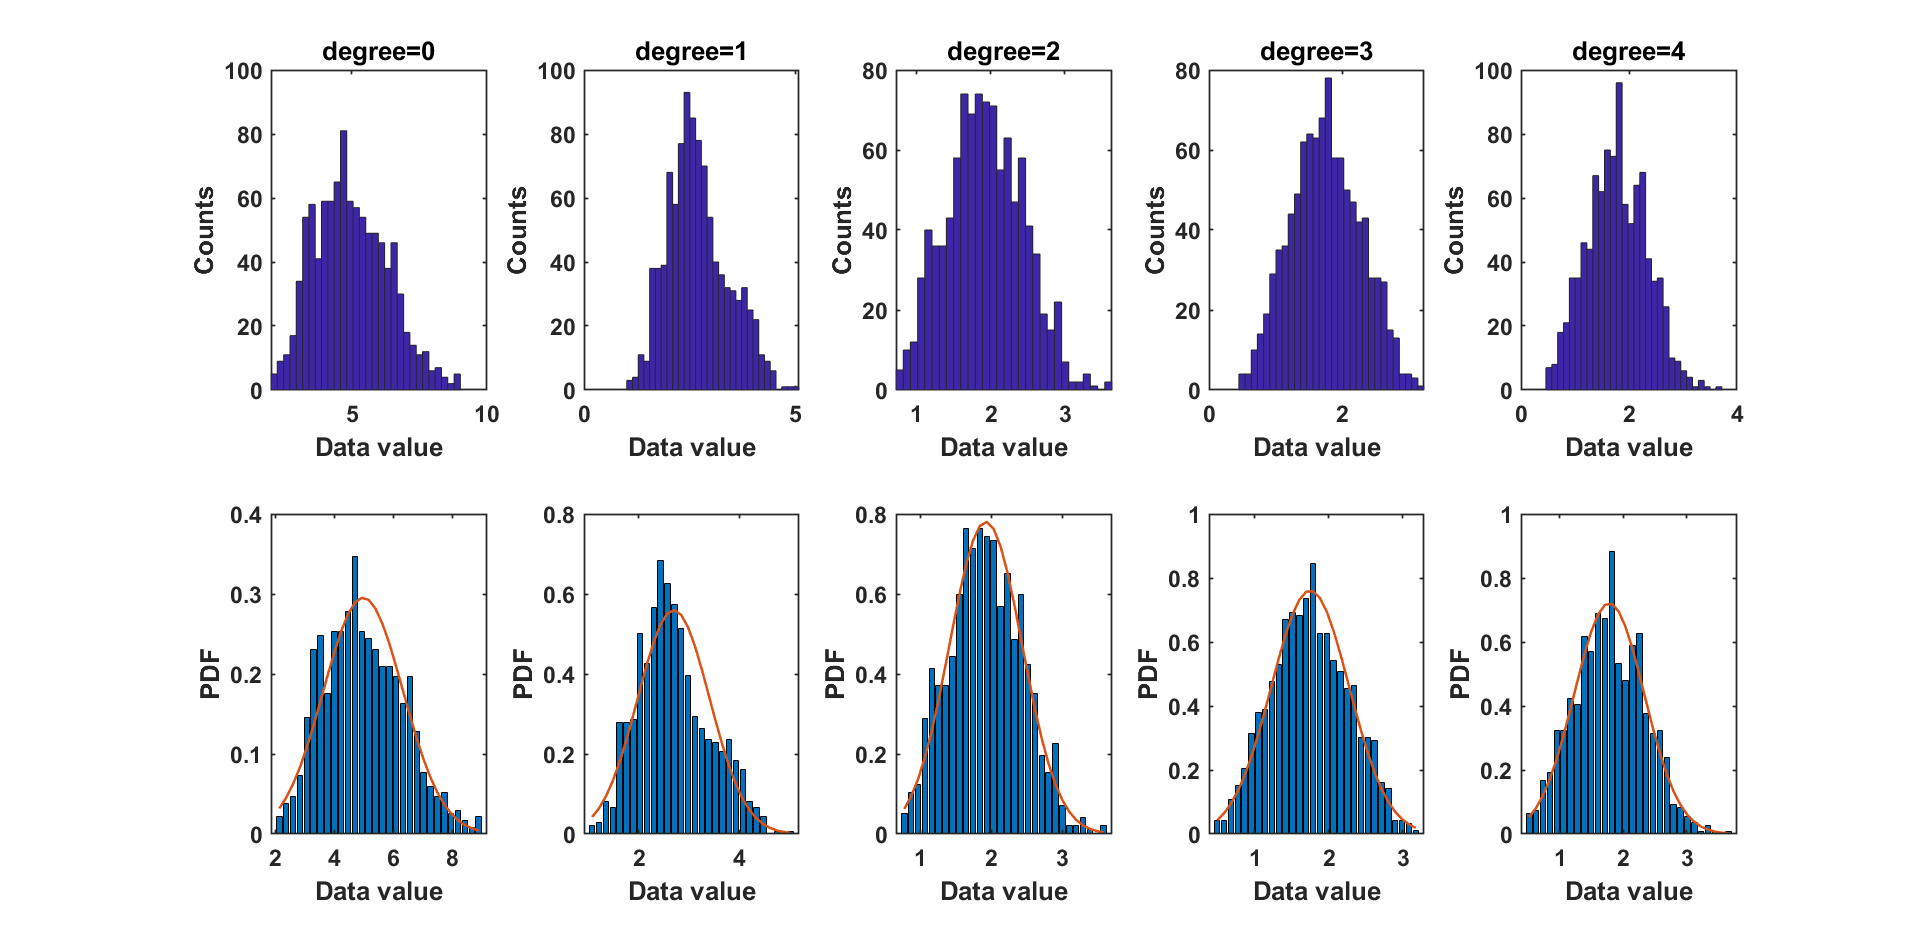 degree=0 degree=1 degree=2 degree=3 degree=4
100 100 80 80 100
80 80 60 60 80
60 60 40 40 60
40 40 20 20 40
20 20 0 0 20
0 0 0
Counts Counts Counts Counts Counts
5 10 0 5 1 2 3 0 2 0 2 4
Data value Data value Data value Data value Data value
0.4 0.8 0.8 1 1
0.3 0.6 0.6 0.8 0.8
0.2 0.4 0.4 0.6 0.6
0.1 0.2 0.2 0.4 0.4
0 0 0 0.2 0.2
0 0
PDF PDF PDF PDF PDF
2 4 6 8 2 4 1 2 3 1 2 3 1 2 3
Data value Data value Data value Data value Data value